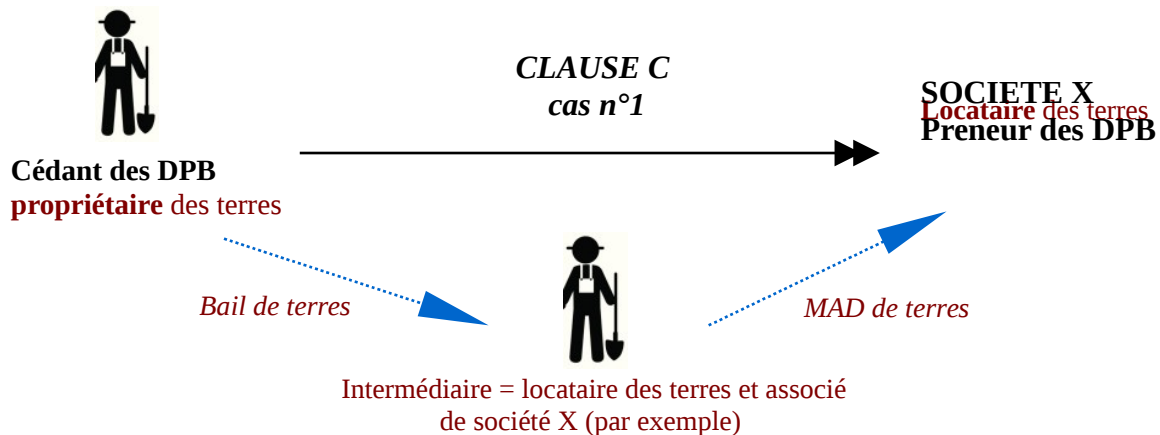 CLAUSE C
cas n°1
SOCIETE X
Locataire des terres
Preneur des DPB
Cédant des DPB
propriétaire des terres
Bail de terres
MAD de terres
Intermédiaire = locataire des terres et associé
de société X (par exemple)